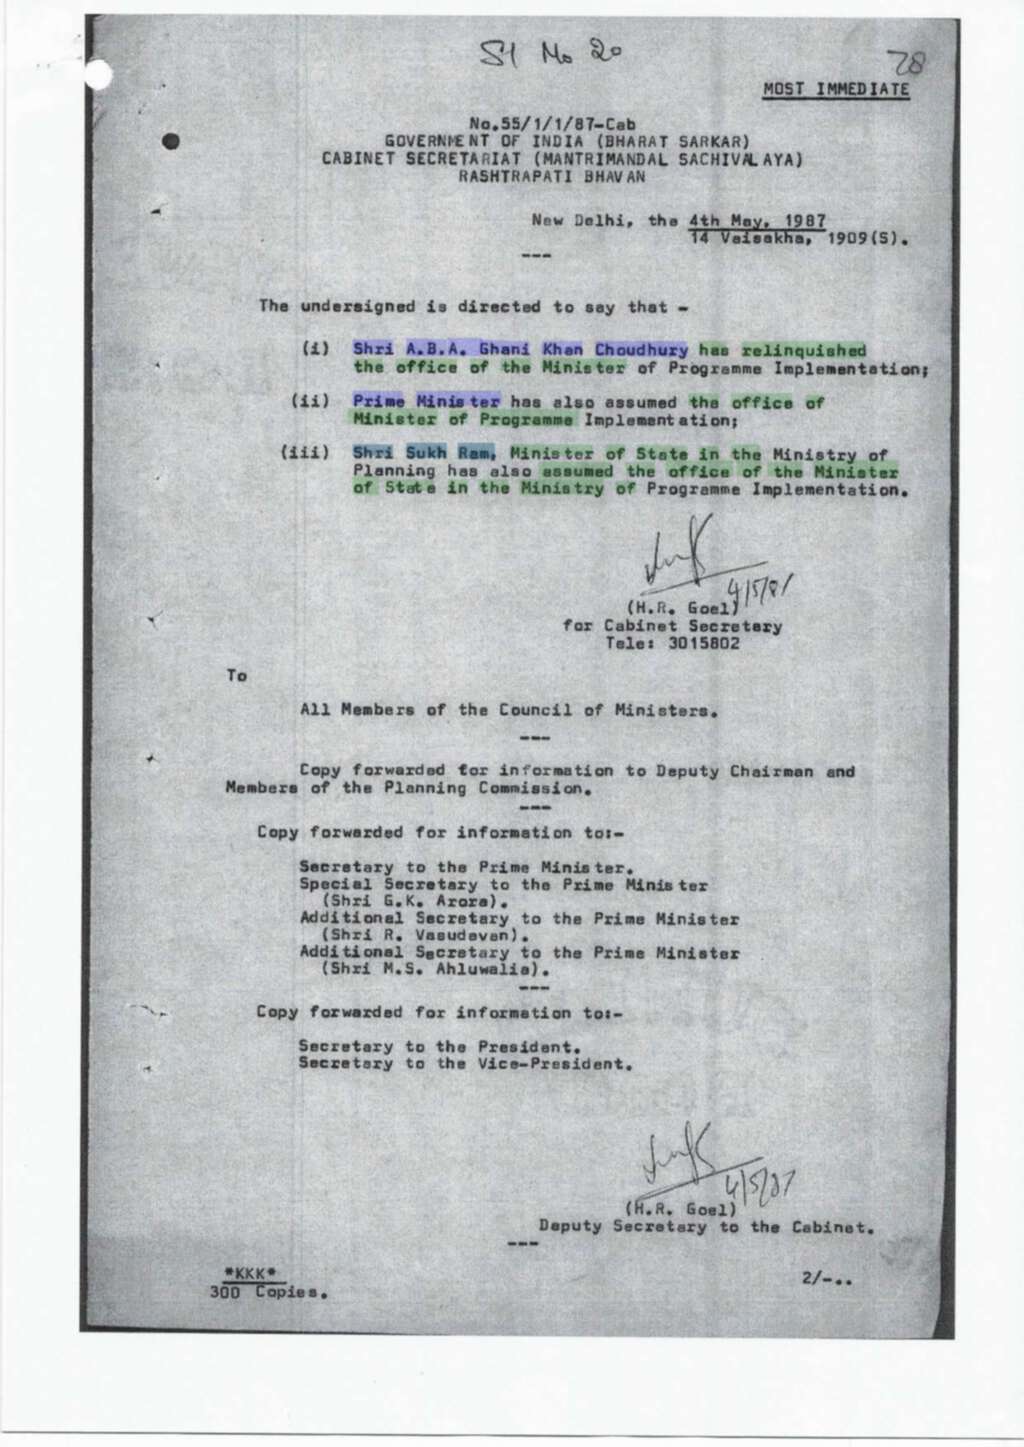 Sl No 20
78
MOST IMMEDIATE
No.55/1/1/87-Cab
GOVERNMENT OF INDIA (BHARAT SARKAR)
CABINET SECRETARIAT (MANTRIMANDAL SACHIVALAYA)
RASHTRAPATI BHAVAN
New Delhi, the 4th May, 1987
14 Vaisakha, 1909(S).
---
The undersigned is directed to say that -
(i) Shri A.B.A. Ghani Khan Choudhury has relinquished
the office of the Minister of Programme Implementation;
(ii) Prime Minister has also assumed the office of
Minister of Programme Implementation;
(iii) Shri Sukh Ram, Minister of State in the Ministry of
Planning has also assumed the office of the Minister
of State in the Ministry of Programme Implementation.
4/5/87
(H.R. Goel)
for Cabinet Secretary
Tele: 3015802
To
All Members of the Council of Ministers.
---
Copy forwarded for information to Deputy Chairman and
Members of the Planning Commission.
---
Copy forwarded for information to:-
Secretary to the Prime Minister.
Special Secretary to the Prime Minister
(Shri G.K. Arora).
Additional Secretary to the Prime Minister
(Shri R. Vasudevan).
Additional Secretary to the Prime Minister
(Shri M.S. Ahluwalia).
---
Copy forwarded for information to:-
Secretary to the President.
Secretary to the Vice-President.
4/5/87
(H.R. Goel)
Deputy Secretary to the Cabinet.
---
*KKK*
300 Copies.
2/-..